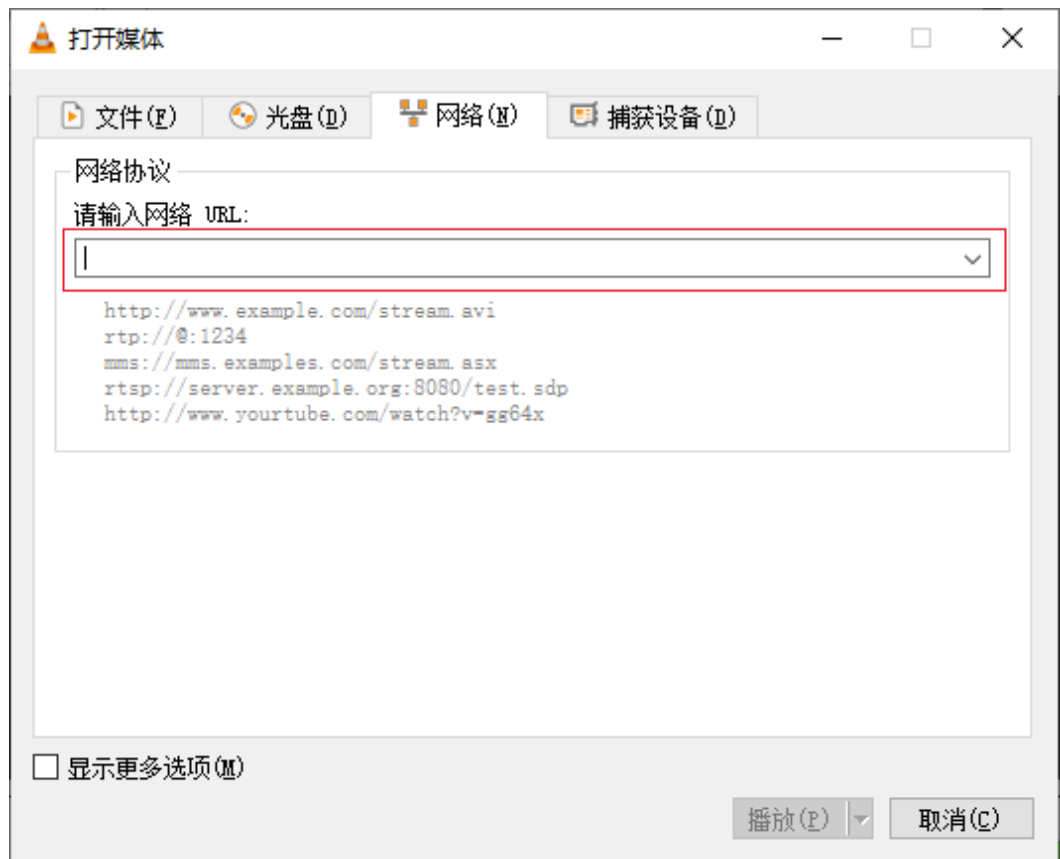 打开媒体
文件(F) 光盘(D) 网络(N) 捕获设备(D)
网络协议
请输入网络 URL:
http://www.example.com/stream.avi
rtp://@:1234
mms://mms.examples.com/stream.asx
rtsp://server.example.org:8080/test.sdp
http://www.yourtube.com/watch?v=gg64x
显示更多选项(M)
播放(P) 取消(C)